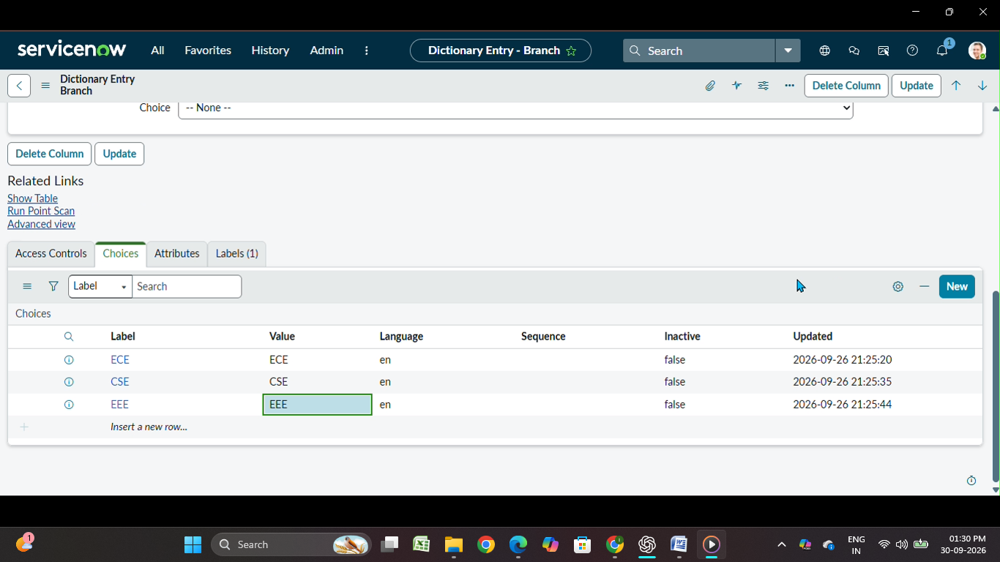 servicenow All Favorites History Admin Dictionary Entry - Branch Search 1
Dictionary Entry
Branch
Delete Column Update
Choice -- None --
Delete Column Update
Related Links
Show Table
Run Point Scan
Advanced view
Access Controls Choices Attributes Labels (1)
Label Search New
Choices
Label Value Language Sequence Inactive Updated
ECE ECE en false 2026-09-26 21:25:20
CSE CSE en false 2026-09-26 21:25:35
EEE EEE en false 2026-09-26 21:25:44
Insert a new row...
1 Search ENG 01:30 PM
IN 30-09-2026